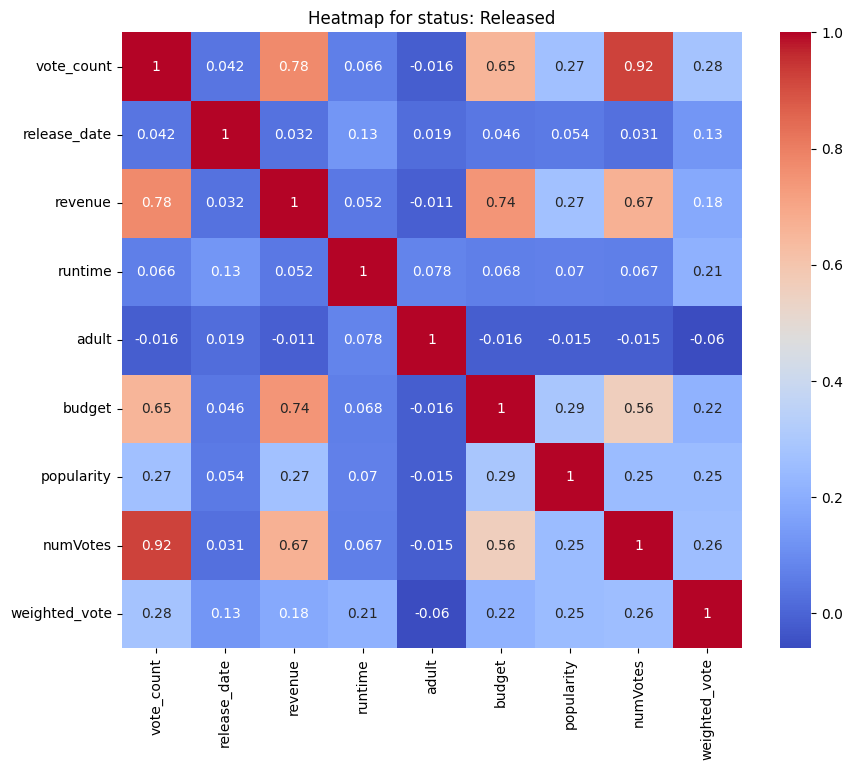 Heatmap for status: Released
vote_count 1 0.042 0.78 0.066 -0.016 0.65 0.27 0.92 0.28
release_date 0.042 1 0.032 0.13 0.019 0.046 0.054 0.031 0.13
revenue 0.78 0.032 1 0.052 -0.011 0.74 0.27 0.67 0.18
runtime 0.066 0.13 0.052 1 0.078 0.068 0.07 0.067 0.21
adult -0.016 0.019 -0.011 0.078 1 -0.016 -0.015 -0.015 -0.06
budget 0.65 0.046 0.74 0.068 -0.016 1 0.29 0.56 0.22
popularity 0.27 0.054 0.27 0.07 -0.015 0.29 1 0.25 0.25
numVotes 0.92 0.031 0.67 0.067 -0.015 0.56 0.25 1 0.26
weighted_vote 0.28 0.13 0.18 0.21 -0.06 0.22 0.25 0.26 1
vote_count release_date revenue runtime adult budget popularity numVotes weighted_vote
1.0
0.8
0.6
0.4
0.2
0.0